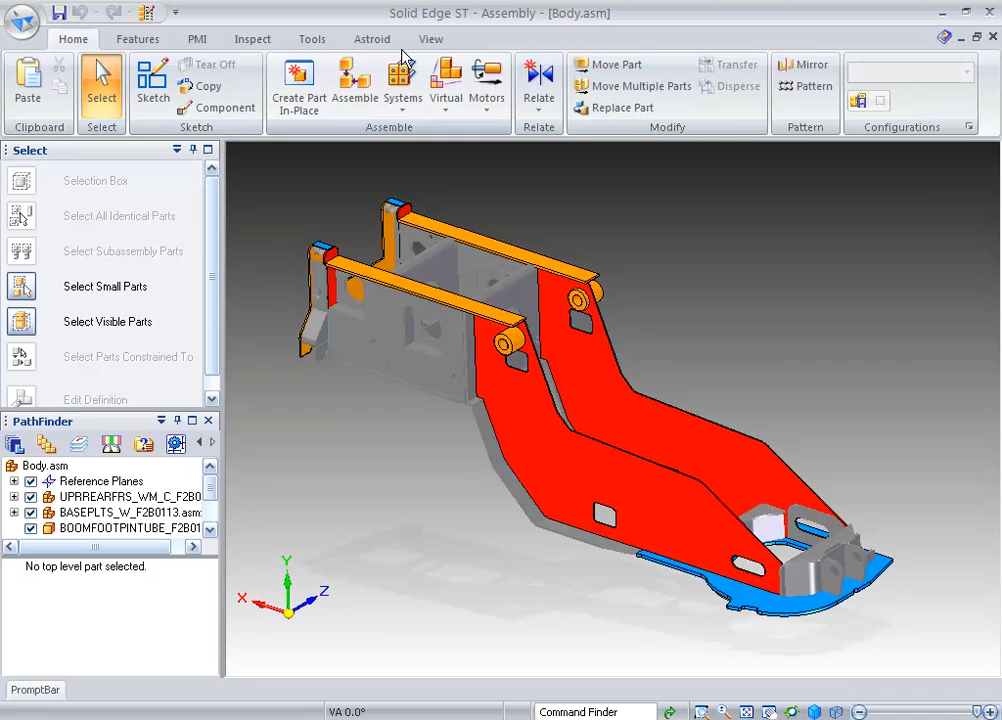 Solid Edge ST - Assembly - [Body.asm]
Home Features PMI Inspect Tools Astroid View
Paste
Clipboard
Select
Select
Sketch
Tear Off
Copy
Component
Sketch
Create Part
In-Place
Assemble
Systems
Virtual
Motors
Assemble
Relate
Relate
Move Part
Move Multiple Parts
Replace Part
Transfer
Disperse
Modify
Mirror
Pattern
Pattern
Configurations
Select
Selection Box
Select All Identical Parts
Select Subassembly Parts
Select Small Parts
Select Visible Parts
Select Parts Constrained To
Edit Definition
PathFinder
Body.asm
Reference Planes
UPRREARFRS_WM_C_F2B0
BASEPLTS_W_F2B0113.asm
BOOMFOOTPINTUBE_F2B01
No top level part selected.
Y
X
Z
PromptBar
VA 0.0°
Command Finder